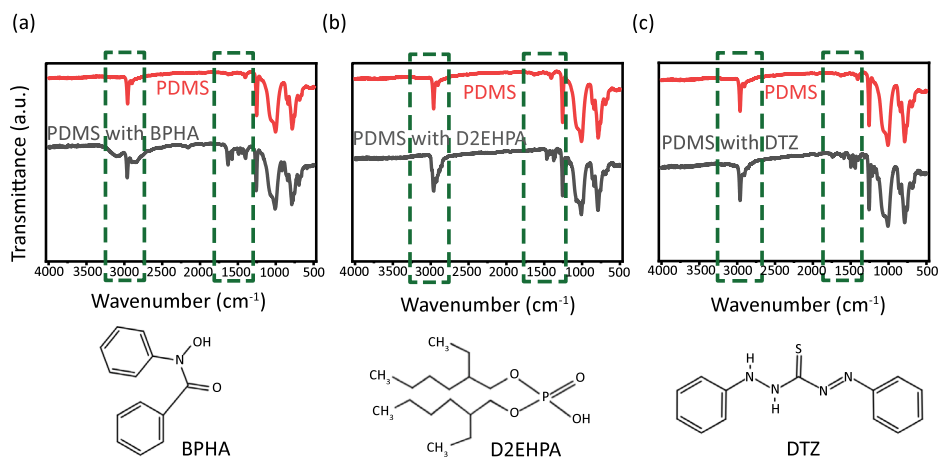 (a) (b) (c)
Transmittance (a.u.)
PDMS PDMS PDMS
PDMS with BPHA PDMS with D2EHPA PDMS with DTZ
4000 3000 2500 2000 1500 1000 500 4000 3500 3000 2500 2000 1500 1000 500 4000 3500 3000 2500 2000 1500 1000 500
Wavenumber (cm⁻¹) Wavenumber (cm⁻¹) Wavenumber (cm⁻¹)
OH
N
O
BPHA
CH₃
CH₃
O
O
P
CH₃
O
OH
CH₃
D2EHPA
H
N
N
H
S
N
N
DTZ